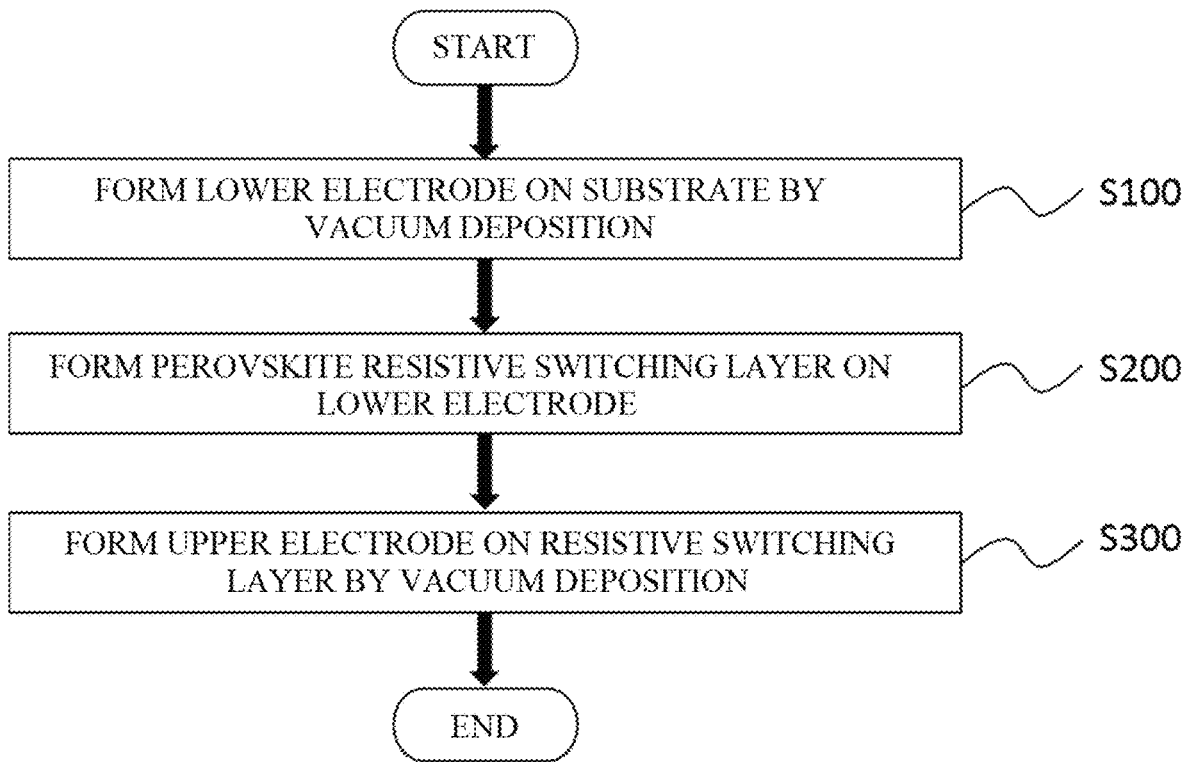 START
FORM LOWER ELECTRODE ON SUBSTRATE BY
VACUUM DEPOSITION
S100
FORM PEROVSKITE RESISTIVE SWITCHING LAYER ON
LOWER ELECTRODE
S200
FORM UPPER ELECTRODE ON RESISTIVE SWITCHING
LAYER BY VACUUM DEPOSITION
S300
END